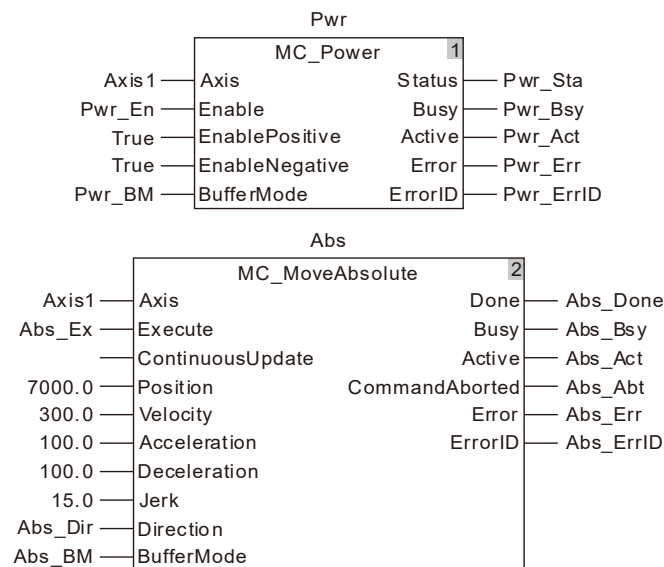 Pwr
MC_Power 1
Axis1 Axis Status Pwr_Sta
Pwr_En Enable Busy Pwr_Bsy
True EnablePositive Active Pwr_Act
True EnableNegative Error Pwr_Err
Pwr_BM BufferMode ErrorID Pwr_ErrID
Abs
MC_MoveAbsolute 2
Axis1 Axis Done Abs_Done
Abs_Ex Execute Busy Abs_Bsy
ContinuousUpdate Active Abs_Act
7000.0 Position CommandAborted Abs_Abt
300.0 Velocity Error Abs_Err
100.0 Acceleration ErrorID Abs_ErrID
100.0 Deceleration
15.0 Jerk
Abs_Dir Direction
Abs_BM BufferMode